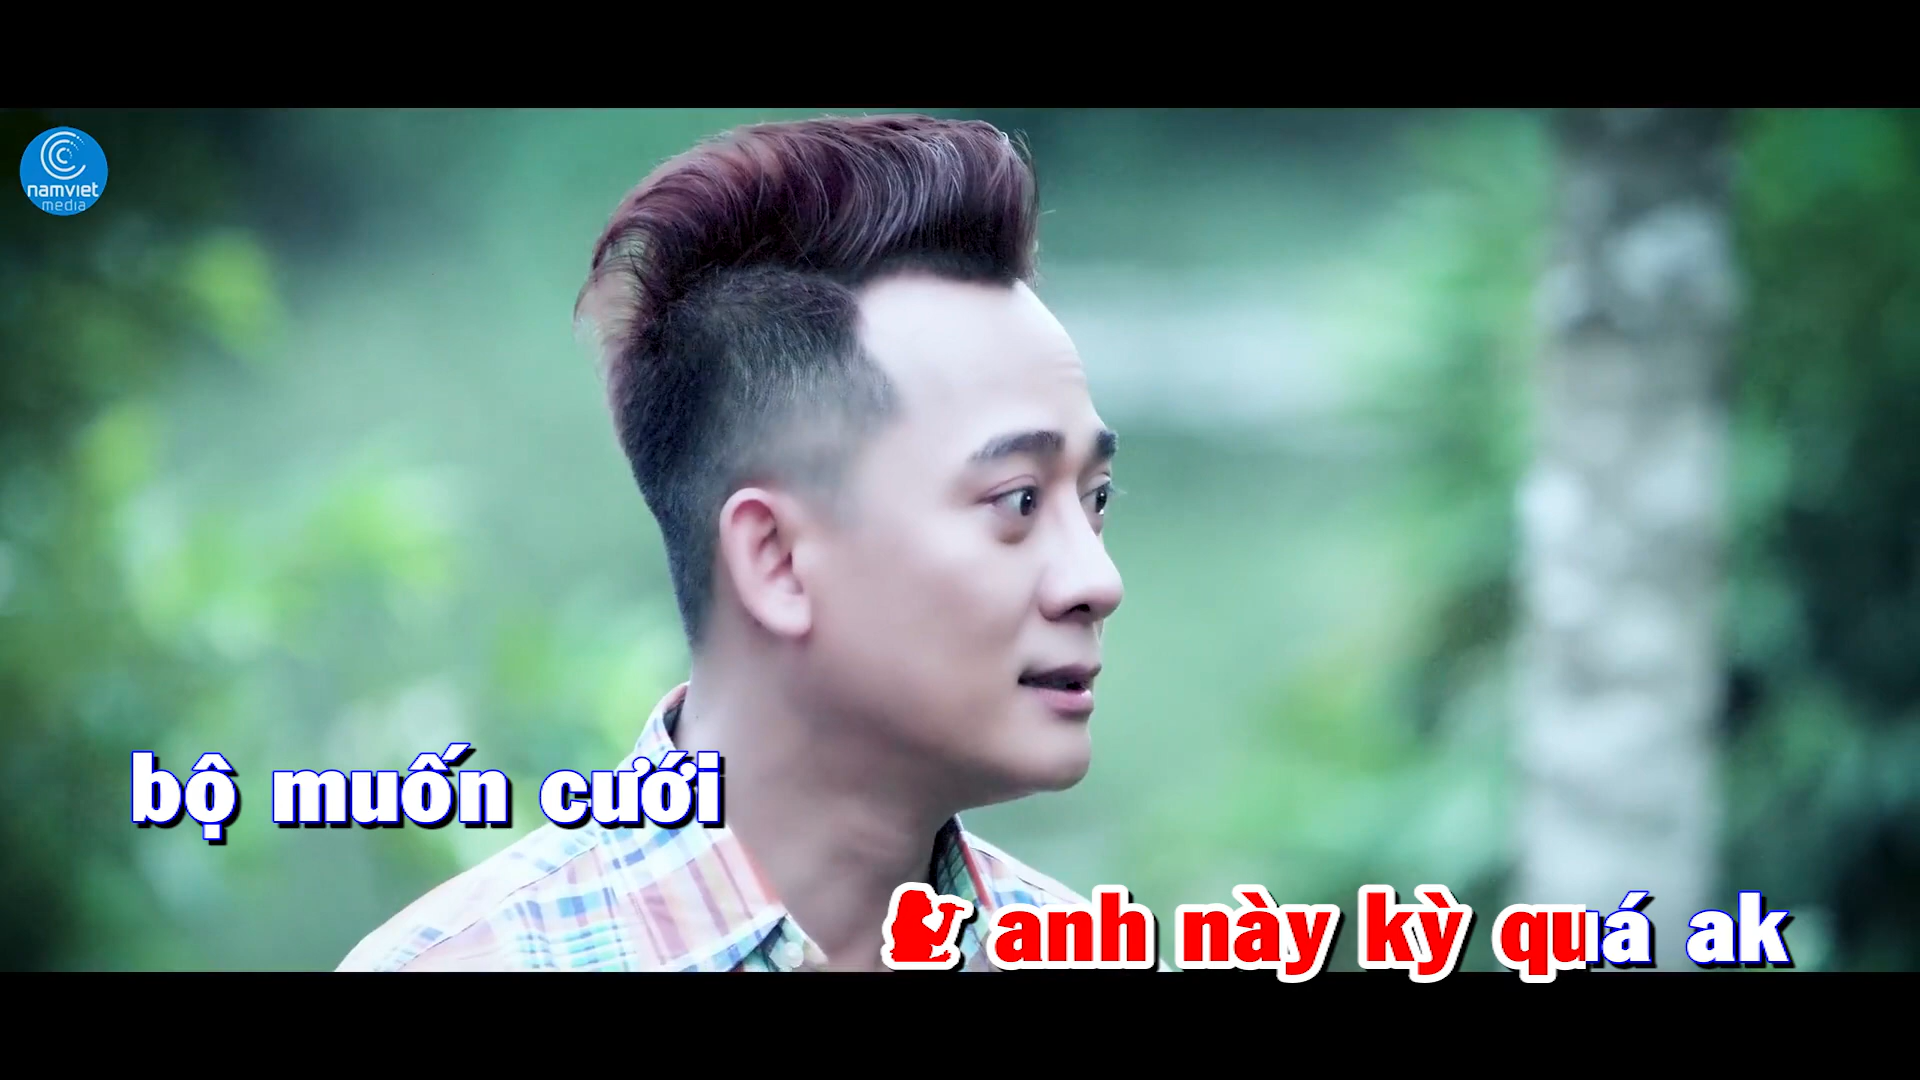 namviet
media
bộ muốn cưới
anh này kỳ quá ak